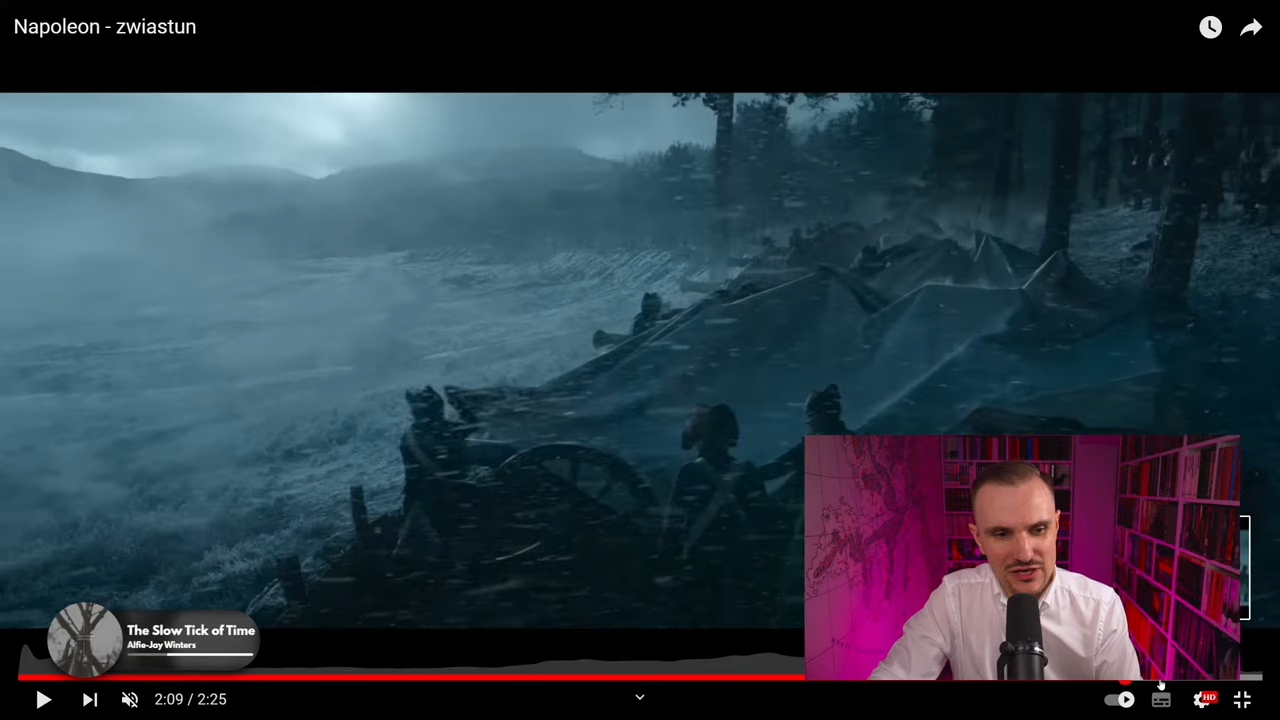 Napoleon - zwiastun
The Slow Tick of Time
Alfie-Jay Winters
2:09 / 2:25
HD